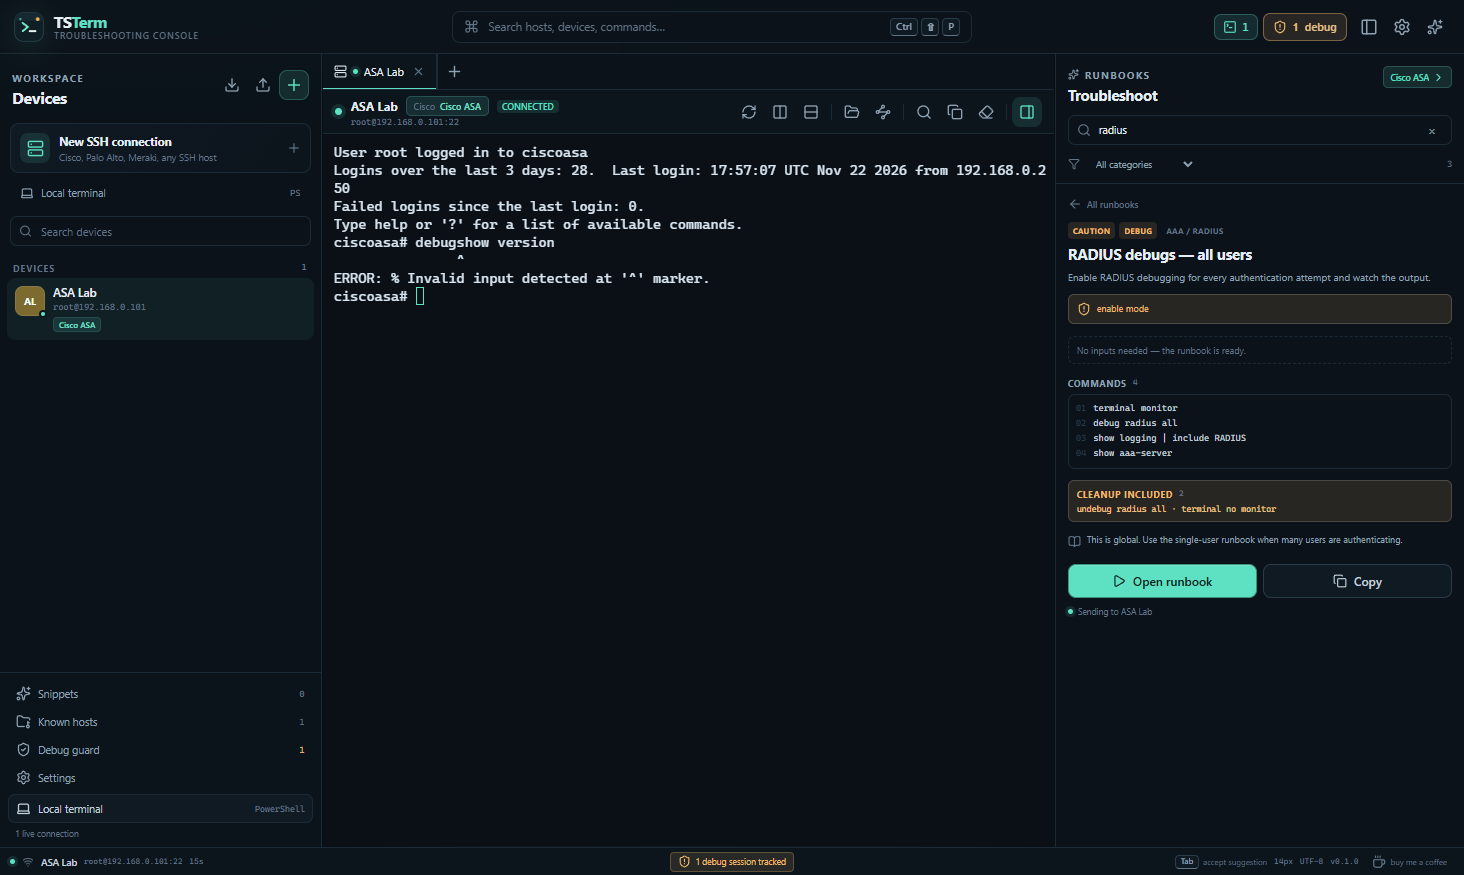 TSTerm
TROUBLESHOOTING CONSOLE
Search hosts, devices, commands...
Ctrl
P
1
1 debug
WORKSPACE
Devices
New SSH connection
Cisco, Palo Alto, Meraki, any SSH host
Local terminal
PS
Search devices
DEVICES
1
AL
ASA Lab
root@192.168.0.101
Cisco ASA
Snippets
0
Known hosts
1
Debug guard
1
Settings
Local terminal
PowerShell
1 live connection
ASA Lab
ASA Lab
Cisco Cisco ASA
CONNECTED
root@192.168.0.101:22
User root logged in to ciscoasa
Logins over the last 3 days: 28.  Last login: 17:57:07 UTC Nov 22 2026 from 192.168.0.2
50
Failed logins since the last login: 0.
Type help or '?' for a list of available commands.
ciscoasa# debugshow version
^
ERROR: % Invalid input detected at '^' marker.
ciscoasa#
RUNBOOKS
Troubleshoot
Cisco ASA
radius
All categories
3
All runbooks
CAUTION
DEBUG
AAA / RADIUS
RADIUS debugs — all users
Enable RADIUS debugging for every authentication attempt and watch the output.
enable mode
No inputs needed — the runbook is ready.
COMMANDS 4
01 terminal monitor
02 debug radius all
03 show logging | include RADIUS
04 show aaa-server
CLEANUP INCLUDED 2
undebug radius all · terminal no monitor
This is global. Use the single-user runbook when many users are authenticating.
Open runbook
Copy
Sending to ASA Lab
ASA Lab root@192.168.0.101:22 15s
1 debug session tracked
Tab accept suggestion 14px UTF-8 v0.1.0 buy me a coffee